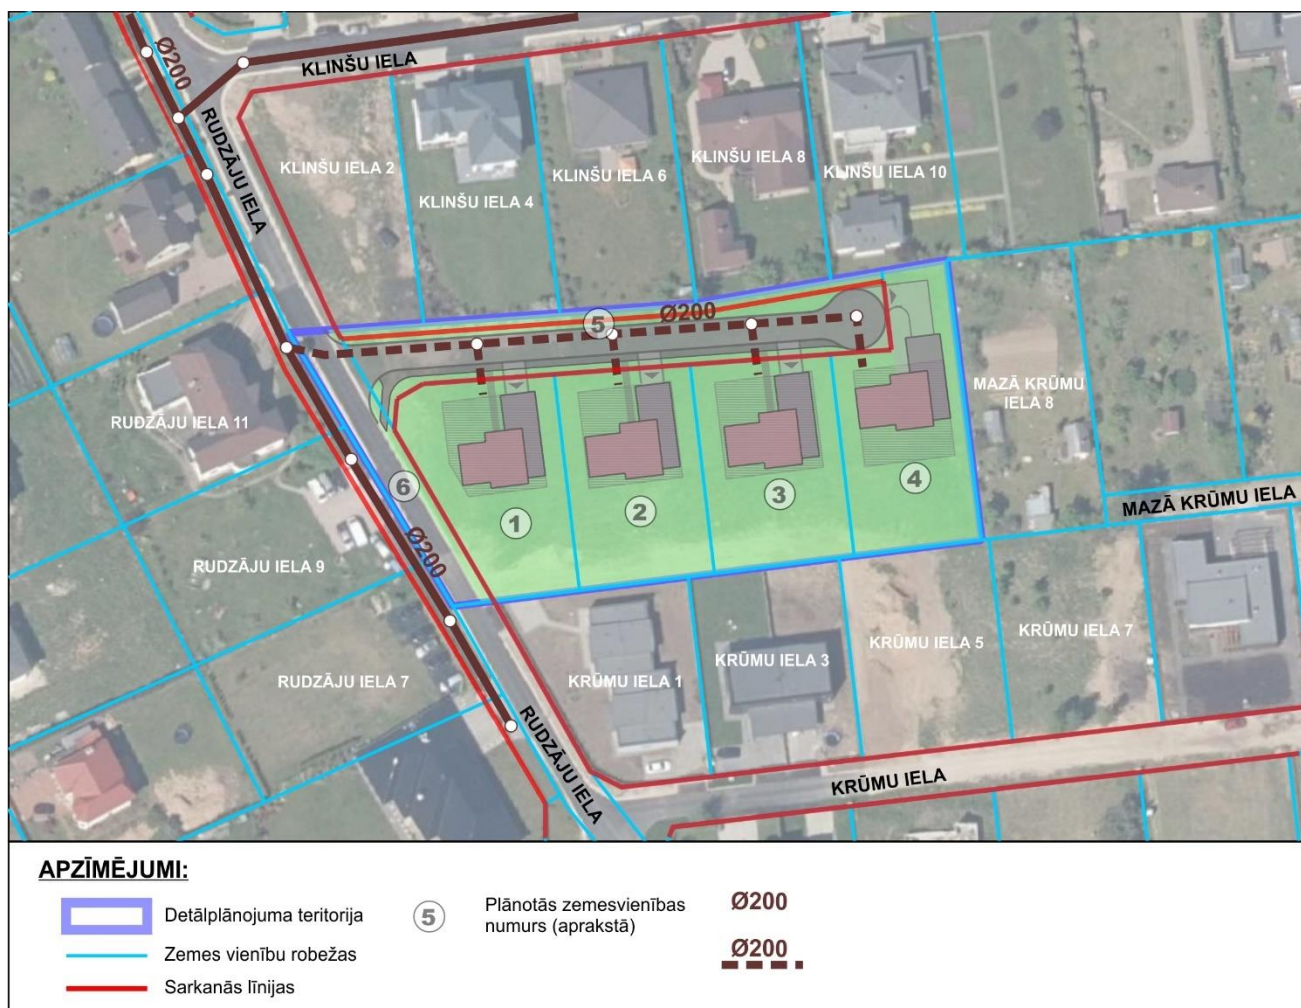 Ø200
KLINŠU IELA
RUDZĀJU IELA
KLINŠU IELA 2
KLINŠU IELA 4
KLINŠU IELA 6
KLINŠU IELA 8
KLINŠU IELA 10
Ø200
5
MAZĀ KRŪMU
IELA 8
RUDZĀJU IELA 11
6
1
2
3
4
MAZĀ KRŪMU IELA
Ø200
RUDZĀJU IELA 9
RUDZĀJU IELA 7
KRŪMU IELA 1
KRŪMU IELA 3
KRŪMU IELA 5
KRŪMU IELA 7
RUDZĀJU IELA
KRŪMU IELA
APZĪMĒJUMI:
Detālplānojuma teritorija
Zemes vienību robežas
Sarkanās līnijas
5
Plānotās zemesvienības
numurs (aprakstā)
Ø200
Ø200